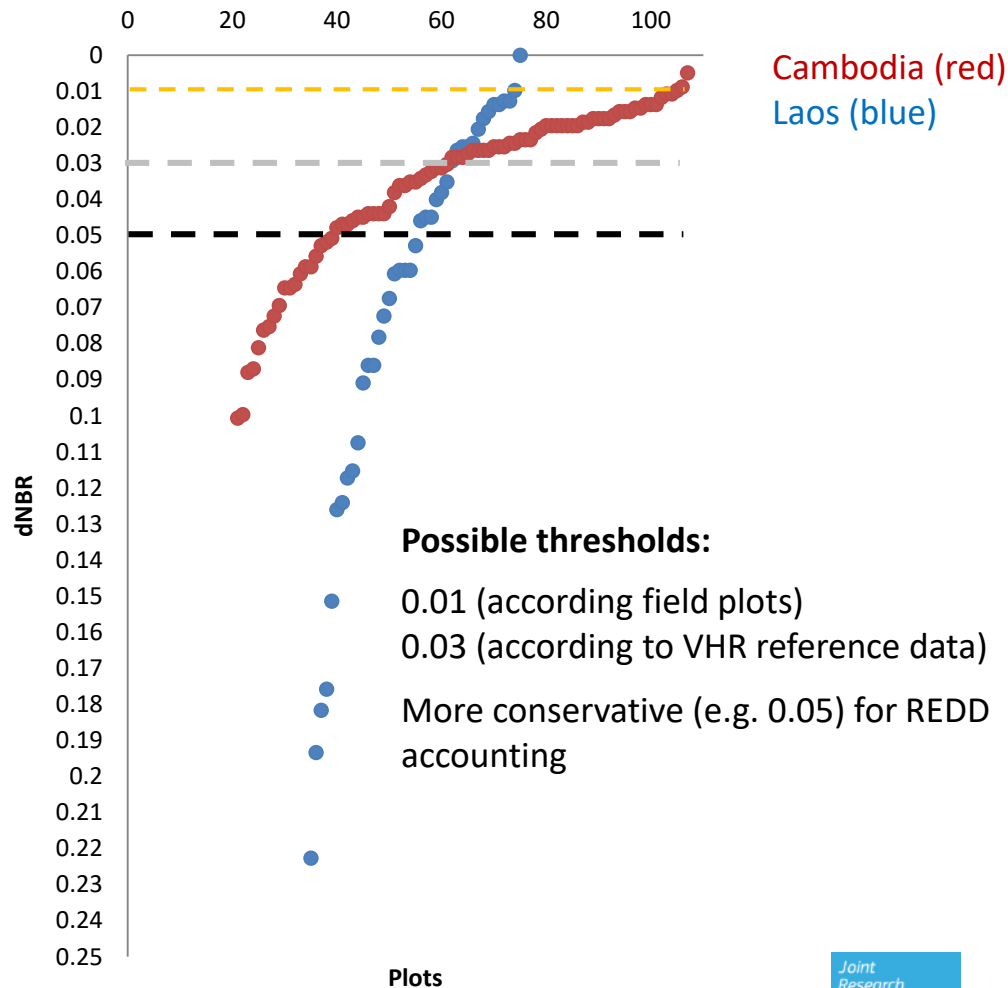 0 20 40 60 80 100
0
0.01
0.02
0.03
0.04
0.05
0.06
0.07
0.08
0.09
0.1
0.11
0.12
0.13
0.14
0.15
0.16
0.17
0.18
0.19
0.2
0.21
0.22
0.23
0.24
0.25
dNBR
Plots
Cambodia (red)
Laos (blue)
Possible thresholds:
0.01 (according field plots)
0.03 (according to VHR reference data)
More conservative (e.g. 0.05) for REDD
accounting
Joint
Research